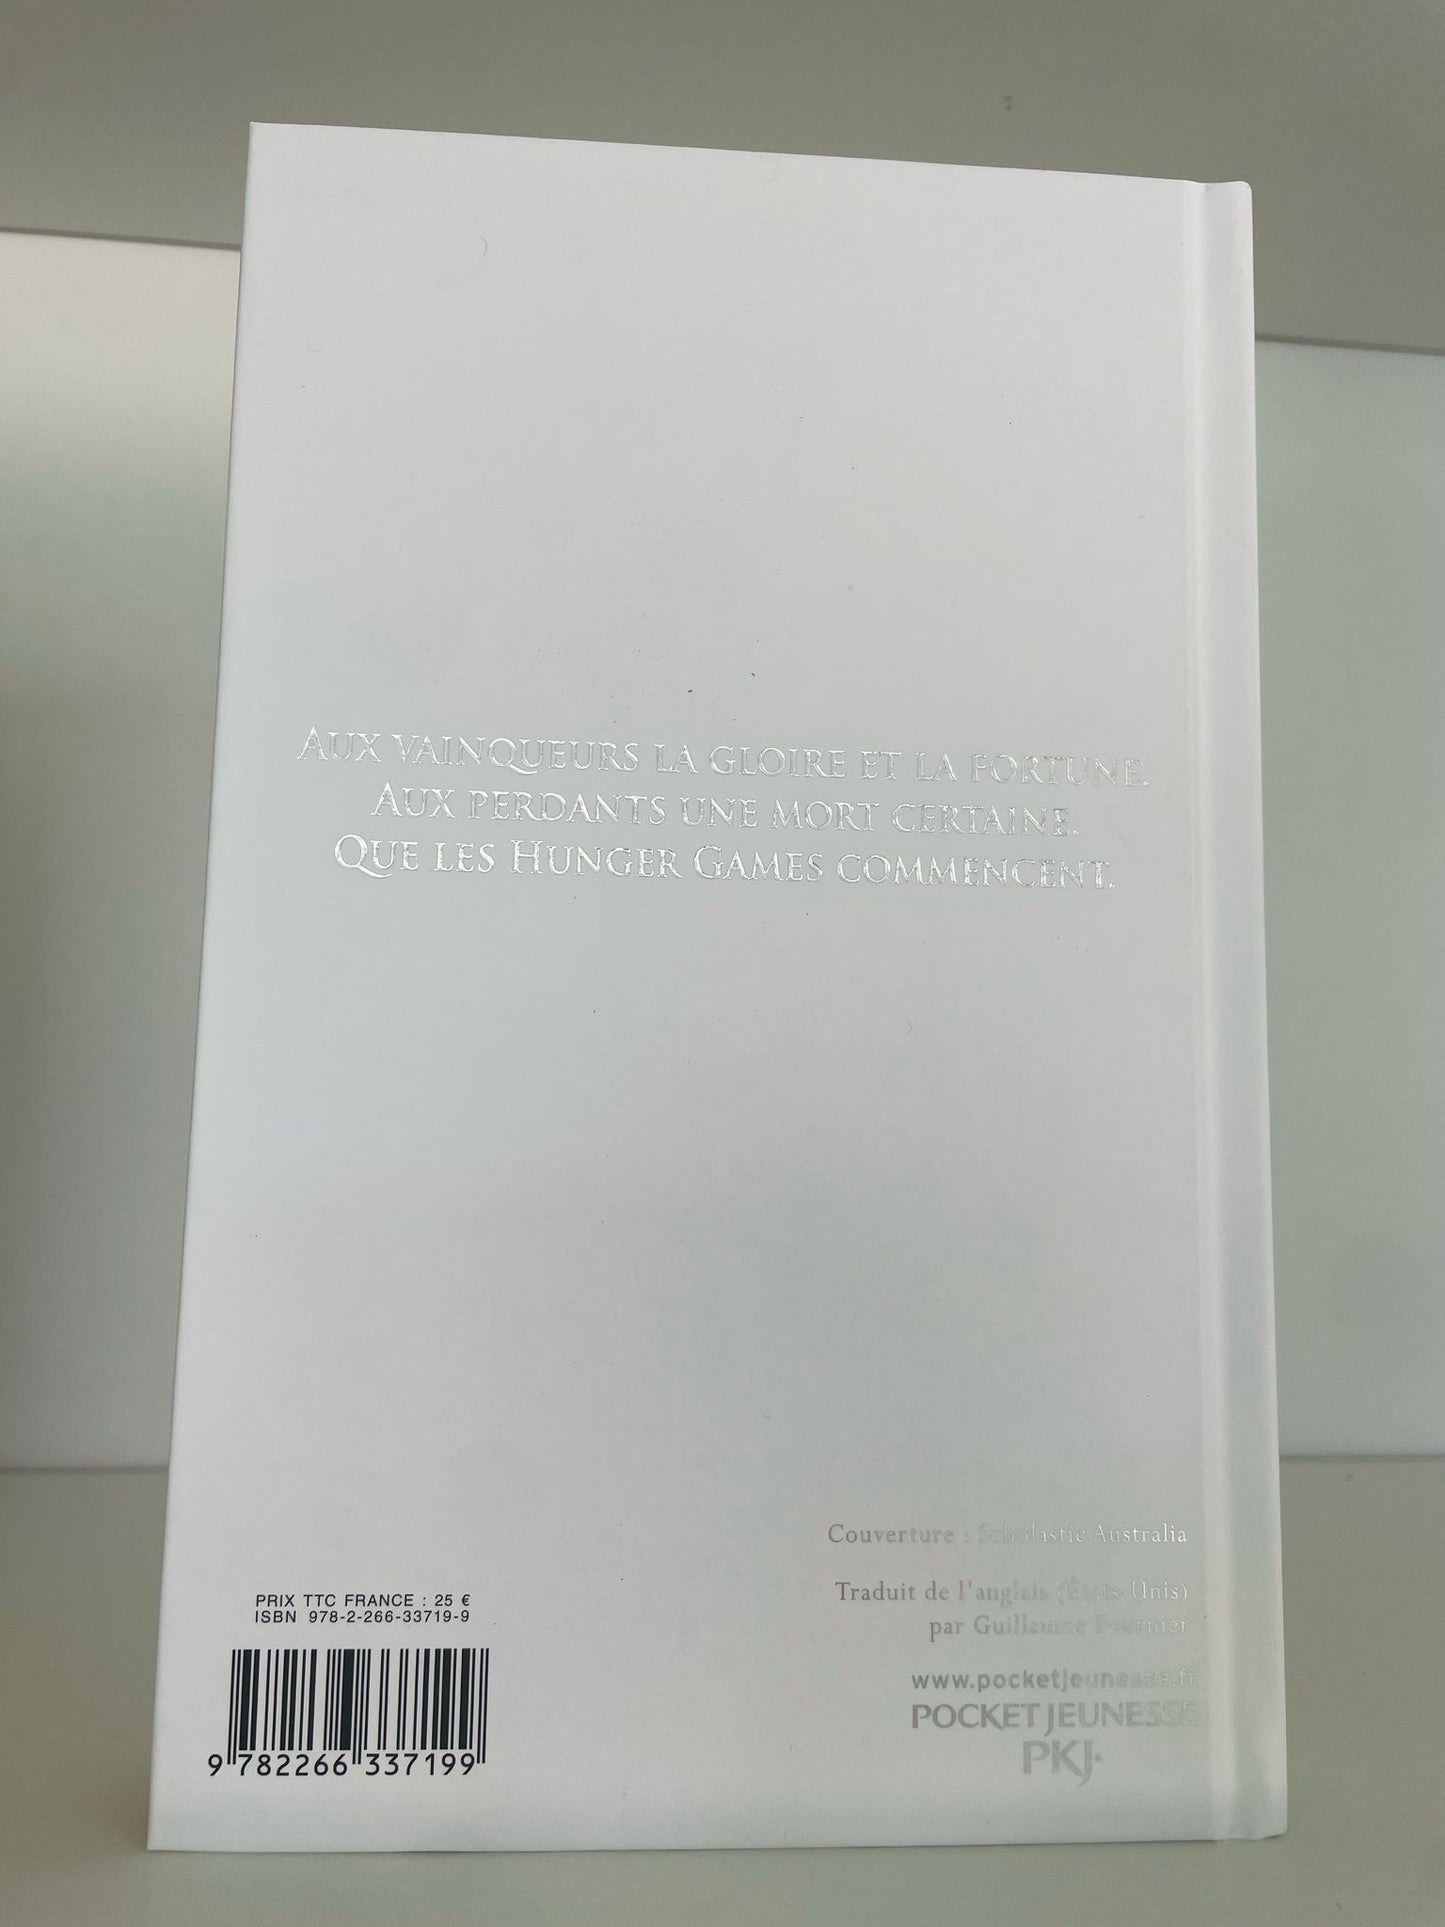 AUX VAINQUEURS LA GLOIRE ET LA FORTUNE.
AUX PERDANTS UNE MORT CERTAINE.
QUE LES HUNGER GAMES COMMENCENT.
Couverture : Scholastic Australia
Traduit de l'anglais (États-Unis)
par Guillaume Fournier
www.pocketjeunesse.fr
POCKET JEUNESSE
PKJ.
PRIX TTC FRANCE : 25 €
ISBN 978-2-266-33719-9
9 782266 337199